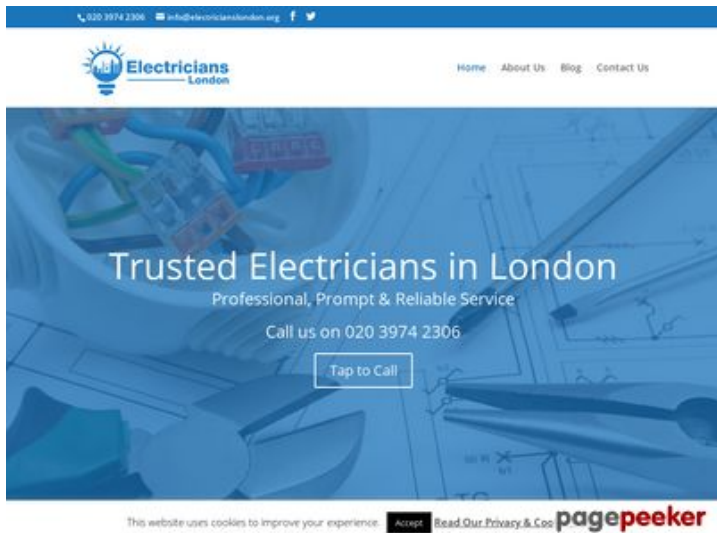 020 3974 2306 info@electricianslondon.org
Electricians
London
Home About Us Blog Contact Us
Trusted Electricians in London
Professional, Prompt & Reliable Service
Call us on 020 3974 2306
Tap to Call
This website uses cookies to improve your experience. Accept Read Our Privacy & Coo
pagepeeker